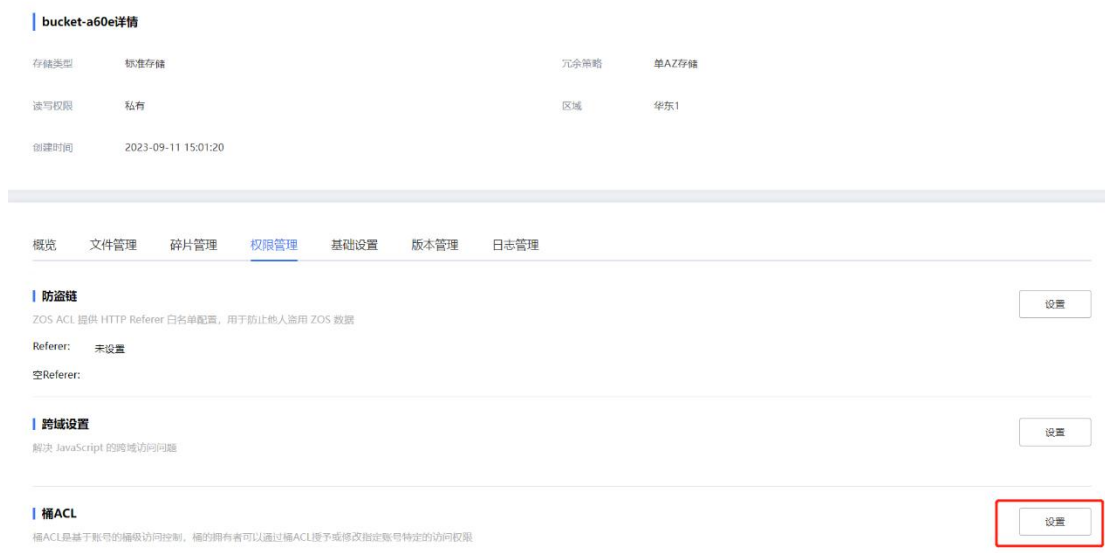 bucket-a60e详情
存储类型 标准存储 冗余策略 单AZ存储
读写权限 私有 区域 华东1
创建时间 2023-09-11 15:01:20
概览 文件管理 碎片管理 权限管理 基础设置 版本管理 日志管理
防盗链 设置
ZOS ACL 提供 HTTP Referer 白名单配置，用于防止他人盗用 ZOS 数据
Referer: 未设置
空Referer:
跨域设置 设置
解决 JavaScript 的跨域访问问题
桶ACL 设置
桶ACL是基于账号的桶级访问控制，桶的拥有者可以通过桶ACL授予或修改指定账号特定的访问权限